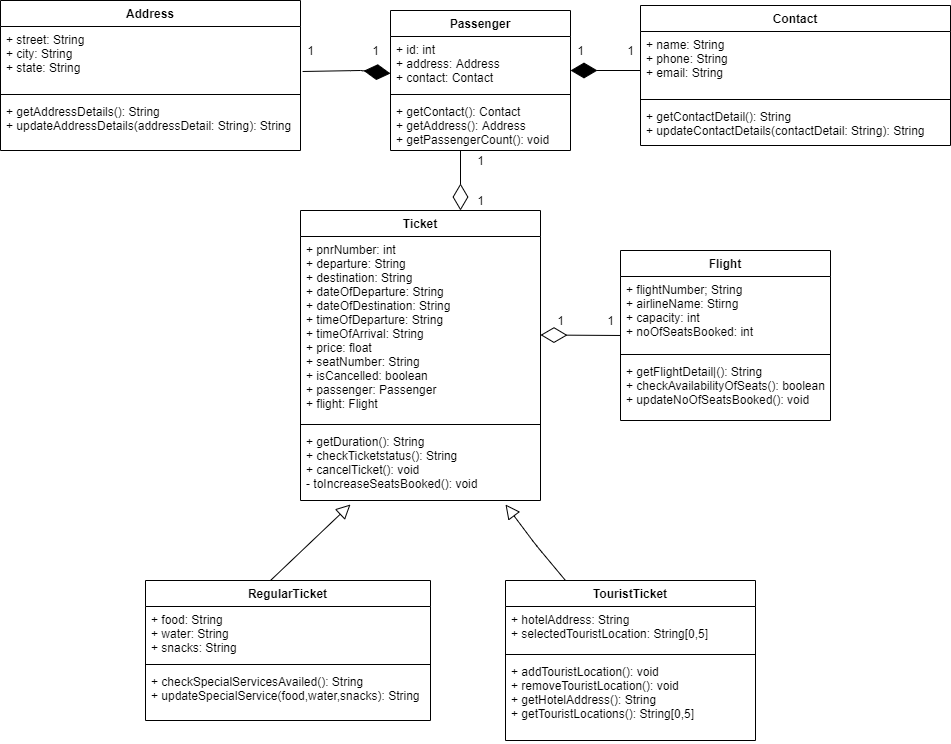 Address
+ street: String
+ city: String
+ state: String
+ getAddressDetails(): String
+ updateAddressDetails(addressDetail: String): String
1
1
Passenger
+ id: int
+ address: Address
+ contact: Contact
+ getContact(): Contact
+ getAddress(): Address
+ getPassengerCount(): void
1
1
Contact
+ name: String
+ phone: String
+ email: String
+ getContactDetail(): String
+ updateContactDetails(contactDetail: String): String
1
1
Ticket
+ pnrNumber: int
+ departure: String
+ destination: String
+ dateOfDeparture: String
+ dateOfDestination: String
+ timeOfDeparture: String
+ timeOfArrival: String
+ price: float
+ seatNumber: String
+ isCancelled: boolean
+ passenger: Passenger
+ flight: Flight
+ getDuration(): String
+ checkTicketstatus(): String
+ cancelTicket(): void
- toIncreaseSeatsBooked(): void
1
1
Flight
+ flightNumber; String
+ airlineName: Stirng
+ capacity: int
+ noOfSeatsBooked: int
+ getFlightDetail|(): String
+ checkAvailabilityOfSeats(): boolean
+ updateNoOfSeatsBooked(): void
RegularTicket
+ food: String
+ water: String
+ snacks: String
+ checkSpecialServicesAvailed(): String
+ updateSpecialService(food,water,snacks): String
TouristTicket
+ hotelAddress: String
+ selectedTouristLocation: String[0,5]
+ addTouristLocation(): void
+ removeTouristLocation(): void
+ getHotelAddress(): String
+ getTouristLocations(): String[0,5]